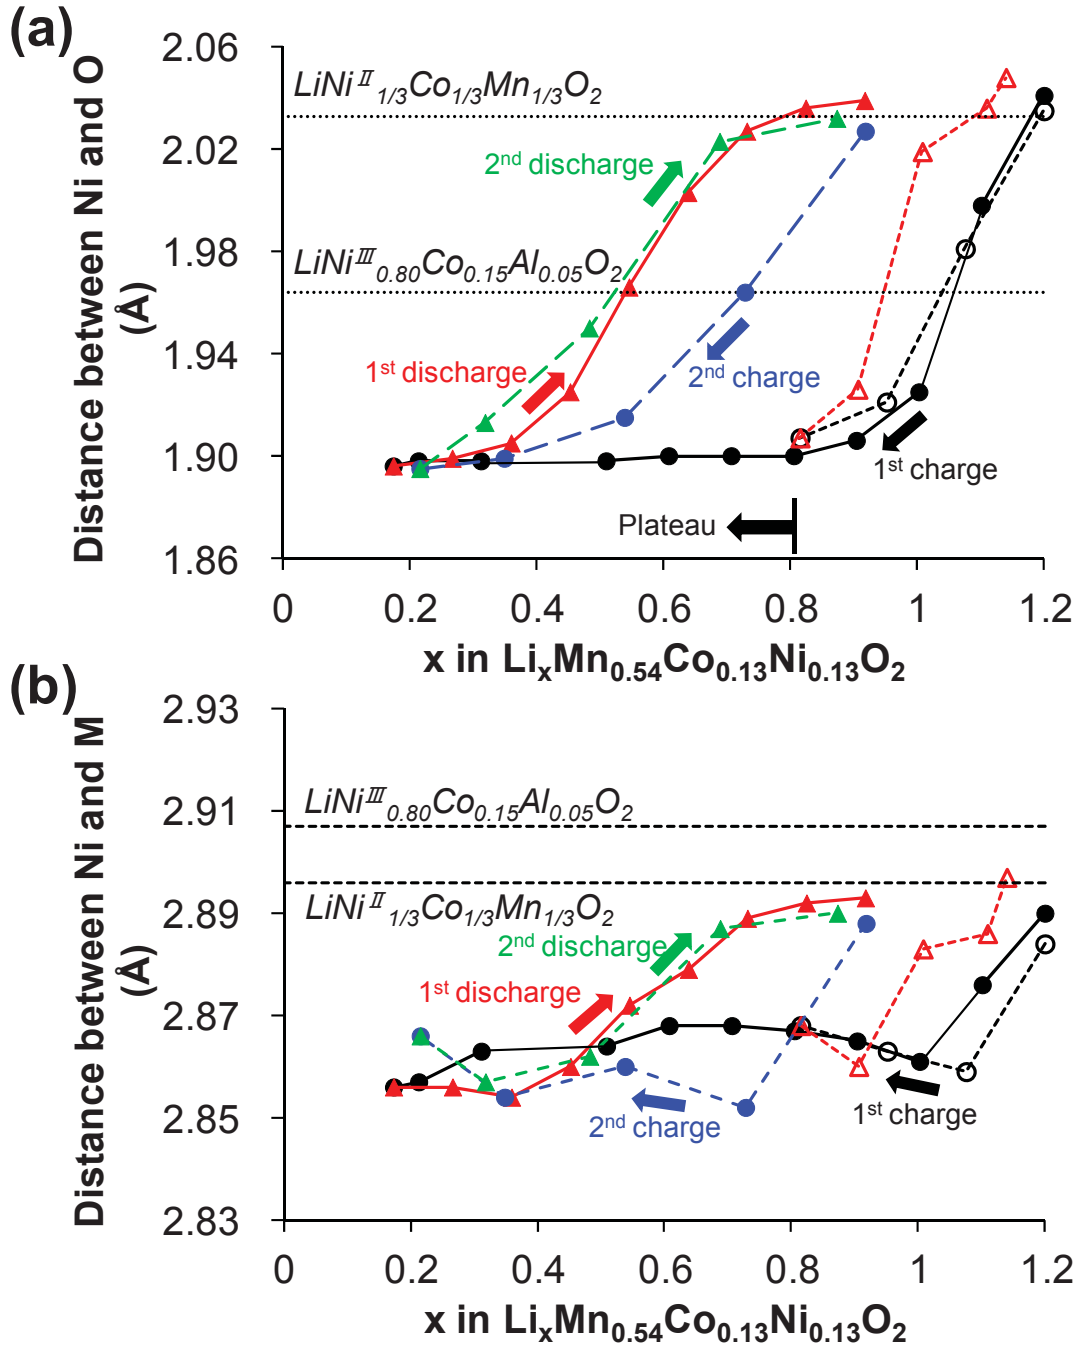 (a)
Distance between Ni and O
(Å)
2.06
2.02
1.98
1.94
1.90
1.86
LiNiᴵᴵ1/3Co1/3Mn1/3O2
2nd discharge
LiNiᴵᴵᴵ0.80Co0.15Al0.05O2
1st discharge
2nd charge
1st charge
Plateau
0 0.2 0.4 0.6 0.8 1 1.2
x in LixMn0.54Co0.13Ni0.13O2
(b)
Distance between Ni and M
(Å)
2.93
2.91
2.89
2.87
2.85
2.83
LiNiᴵᴵᴵ0.80Co0.15Al0.05O2
LiNiᴵᴵ1/3Co1/3Mn1/3O2
2nd discharge
1st discharge
2nd charge
1st charge
0 0.2 0.4 0.6 0.8 1 1.2
x in LixMn0.54Co0.13Ni0.13O2